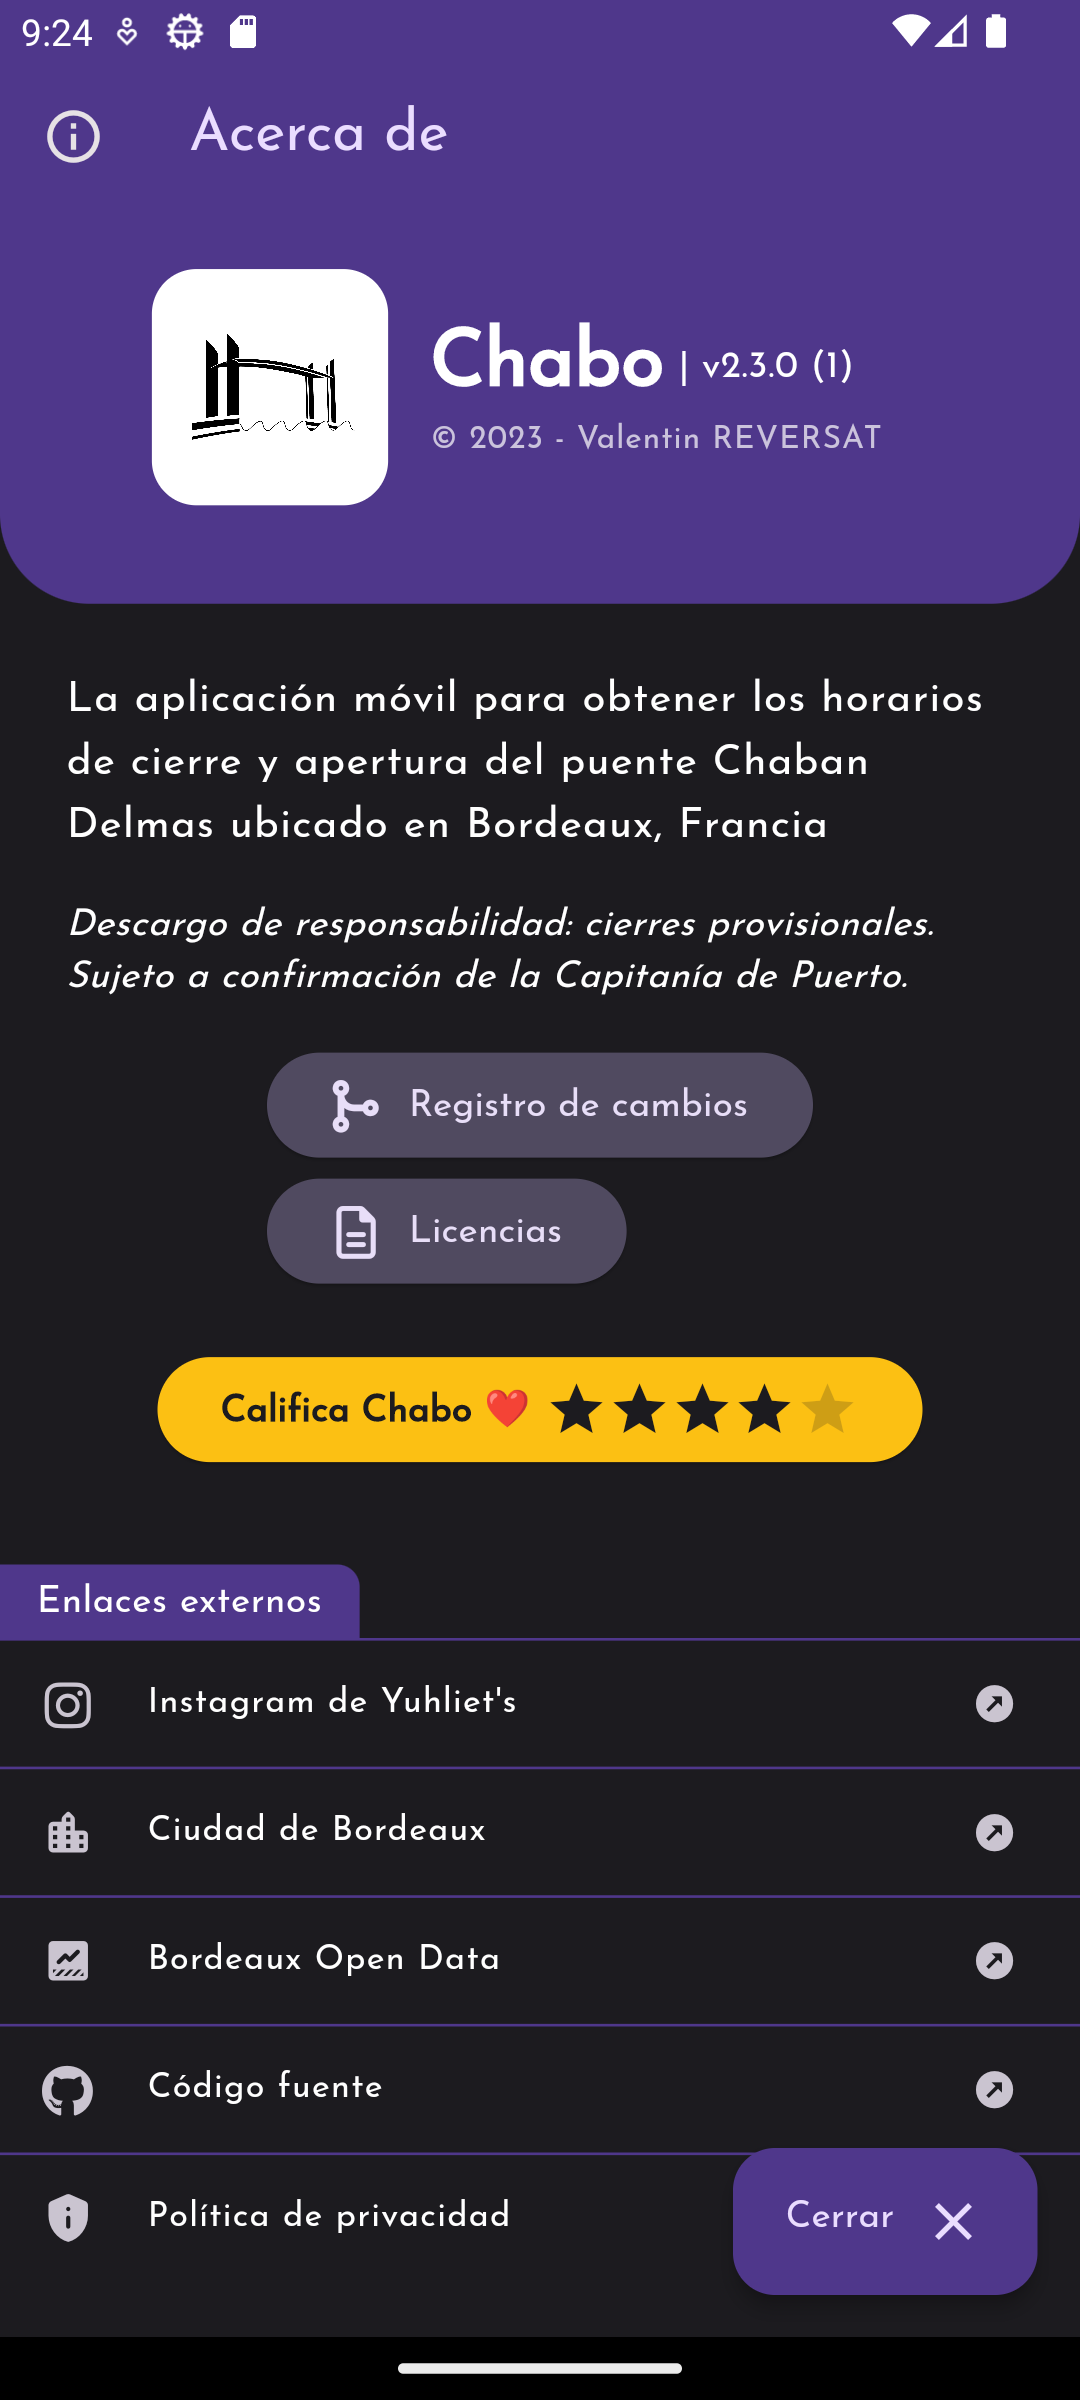 9:24
Acerca de
Chabo | v2.3.0 (1)
© 2023 - Valentin REVERSAT
La aplicación móvil para obtener los horarios
de cierre y apertura del puente Chaban
Delmas ubicado en Bordeaux, Francia
Descargo de responsabilidad: cierres provisionales.
Sujeto a confirmación de la Capitanía de Puerto.
Registro de cambios
Licencias
Califica Chabo ❤️
Enlaces externos
Instagram de Yuhliet's
Ciudad de Bordeaux
Bordeaux Open Data
Código fuente
Política de privacidad
Cerrar